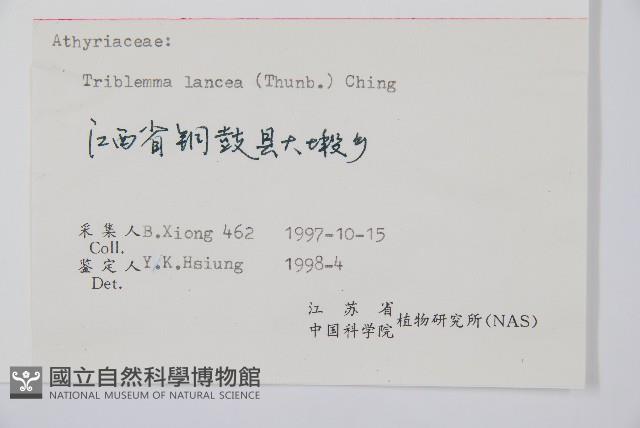 Athyriaceae:
Triblemma lancea (Thunb.) Ching
江西省铜鼓县大塅乡
采集人 B.Xiong 462 1997-10-15
Coll.
鉴定人 Y.K.Hsiung 1998-4
Det.
江苏省
中国科学院 植物研究所(NAS)
國立自然科學博物館
NATIONAL MUSEUM OF NATURAL SCIENCE